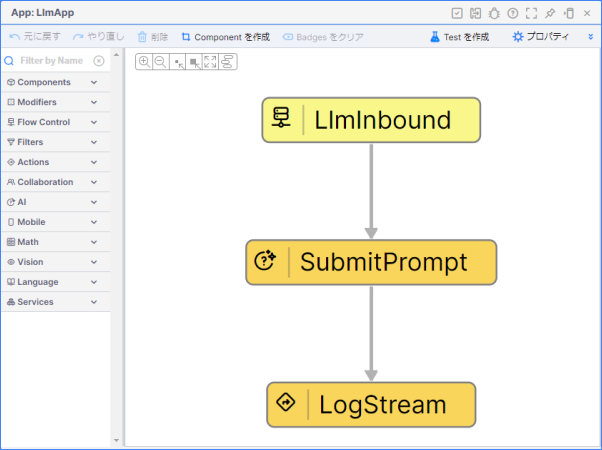 App: LlmApp
元に戻す やり直し 削除 Component を作成 Badges をクリア Test を作成 プロパティ
Filter by Name
Components
Modifiers
Flow Control
Filters
Actions
Collaboration
AI
Mobile
Math
Vision
Language
Services
LlmInbound
SubmitPrompt
LogStream